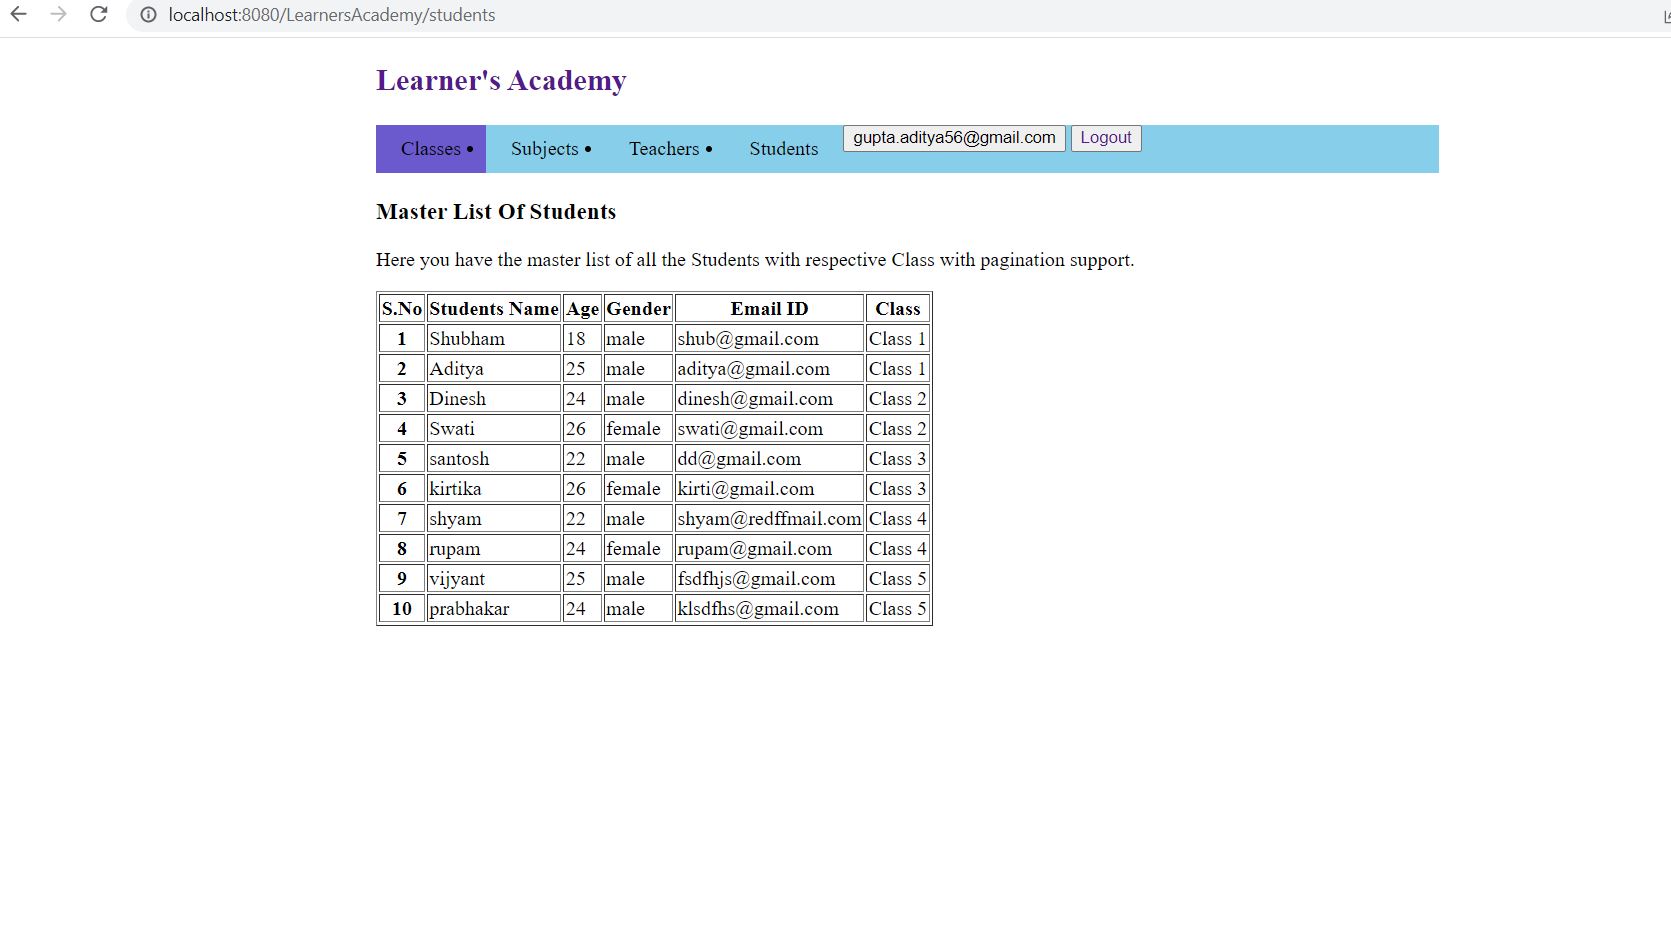 localhost:8080/LearnersAcademy/students
Learner's Academy
Classes • Subjects • Teachers • Students gupta.aditya56@gmail.com Logout
Master List Of Students
Here you have the master list of all the Students with respective Class with pagination support.
S.No Students Name Age Gender Email ID Class
1 Shubham 18 male shub@gmail.com Class 1
2 Aditya 25 male aditya@gmail.com Class 1
3 Dinesh 24 male dinesh@gmail.com Class 2
4 Swati 26 female swati@gmail.com Class 2
5 santosh 22 male dd@gmail.com Class 3
6 kirtika 26 female kirti@gmail.com Class 3
7 shyam 22 male shyam@redffmail.com Class 4
8 rupam 24 female rupam@gmail.com Class 4
9 vijyant 25 male fsdfhjs@gmail.com Class 5
10 prabhakar 24 male klsdfhs@gmail.com Class 5